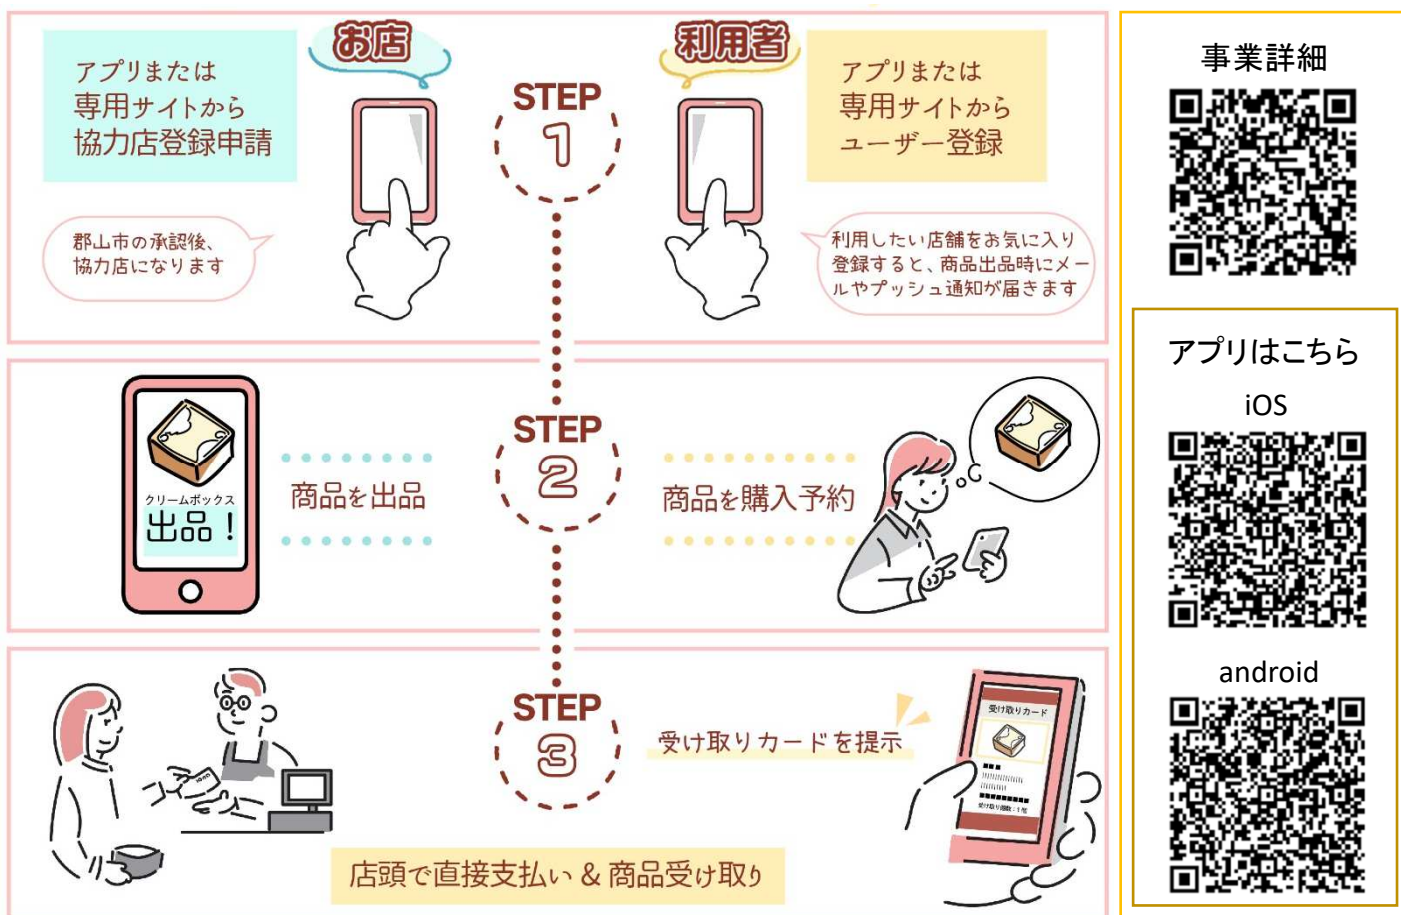 お店
アプリまたは
専用サイトから
協力店登録申請
郡山市の承認後、
協力店になります
STEP
1
利用者
アプリまたは
専用サイトから
ユーザー登録
利用したい店舗をお気に入り
登録すると、商品出品時にメー
ルやプッシュ通知が届きます
クリームボックス
出品！
商品を出品
STEP
2
商品を購入予約
STEP
3
受け取りカードを提示
受け取りカード
受け取り個数：1個
店頭で直接支払い & 商品受け取り
事業詳細
アプリはこちら
iOS
android